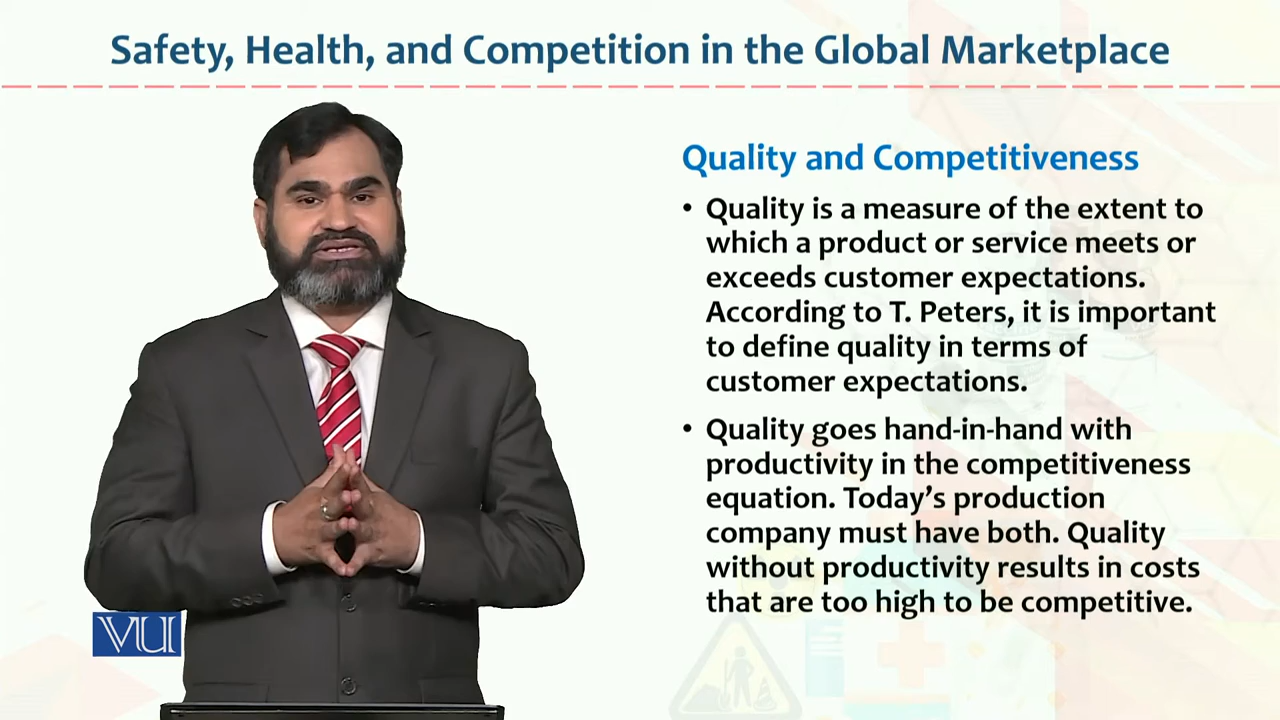 Safety, Health, and Competition in the Global Marketplace
Quality and Competitiveness
• Quality is a measure of the extent to
which a product or service meets or
exceeds customer expectations.
According to T. Peters, it is important
to define quality in terms of
customer expectations.
• Quality goes hand-in-hand with
productivity in the competitiveness
equation. Today’s production
company must have both. Quality
without productivity results in costs
that are too high to be competitive.
VU